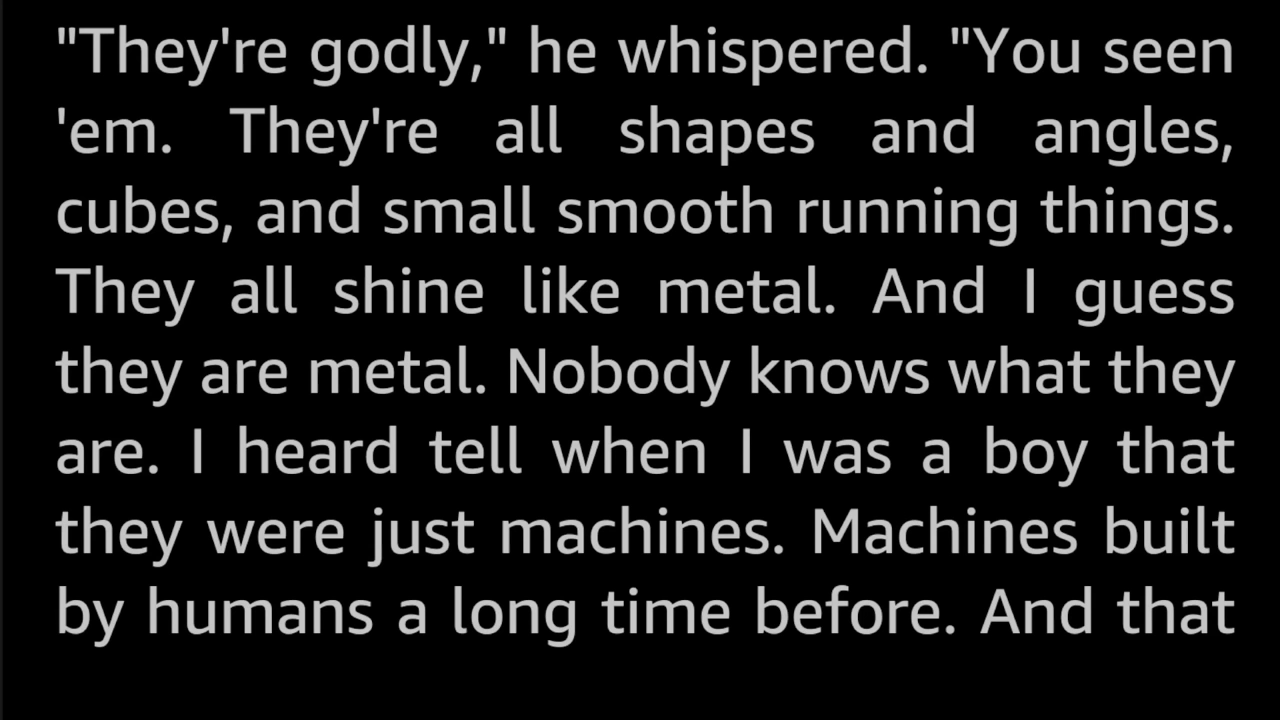 "They're godly," he whispered. "You seen
'em. They're all shapes and angles,
cubes, and small smooth running things.
They all shine like metal. And I guess
they are metal. Nobody knows what they
are. I heard tell when I was a boy that
they were just machines. Machines built
by humans a long time before. And that